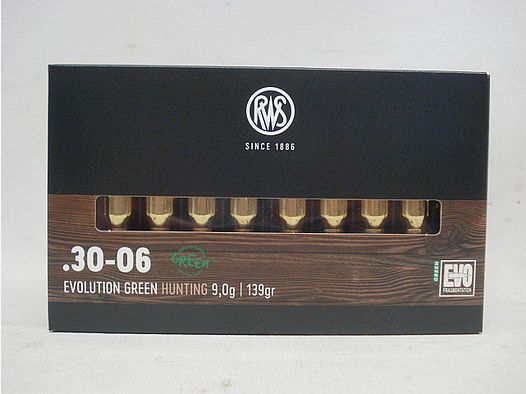 RWS
SINCE 1886
.30-06
GREEN
EVOLUTION GREEN HUNTING 9,0g | 139gr
GREEN
EVO
FRAGMENTATION